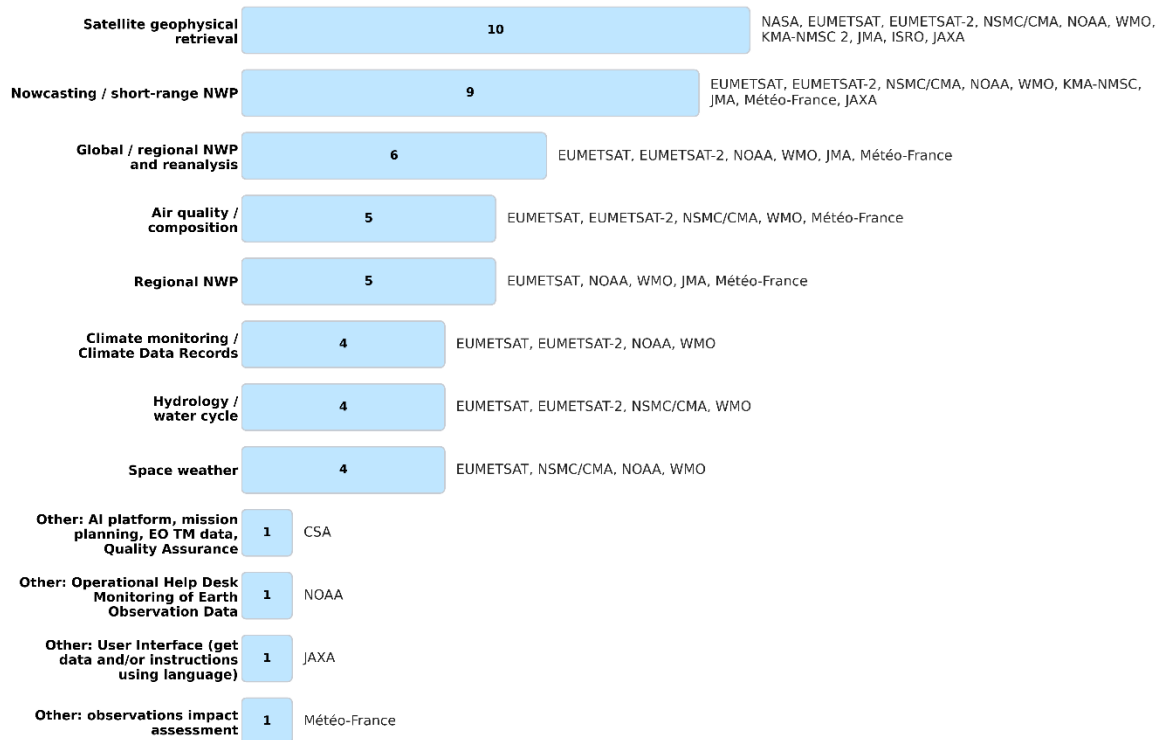 Satellite geophysical
retrieval
10
NASA, EUMETSAT, EUMETSAT-2, NSMC/CMA, NOAA, WMO,
KMA-NMSC 2, JMA, ISRO, JAXA
Nowcasting / short-range NWP
9
EUMETSAT, EUMETSAT-2, NSMC/CMA, NOAA, WMO, KMA-NMSC,
JMA, Météo-France, JAXA
Global / regional NWP
and reanalysis
6
EUMETSAT, EUMETSAT-2, NOAA, WMO, JMA, Météo-France
Air quality /
composition
5
EUMETSAT, EUMETSAT-2, NSMC/CMA, WMO, Météo-France
Regional NWP
5
EUMETSAT, NOAA, WMO, JMA, Météo-France
Climate monitoring /
Climate Data Records
4
EUMETSAT, EUMETSAT-2, NOAA, WMO
Hydrology /
water cycle
4
EUMETSAT, EUMETSAT-2, NSMC/CMA, WMO
Space weather
4
EUMETSAT, NSMC/CMA, NOAA, WMO
Other: AI platform, mission
planning, EO TM data,
Quality Assurance
1
CSA
Other: Operational Help Desk
Monitoring of Earth
Observation Data
1
NOAA
Other: User Interface (get
data and/or instructions
using language)
1
JAXA
Other: observations impact
assessment
1
Météo-France